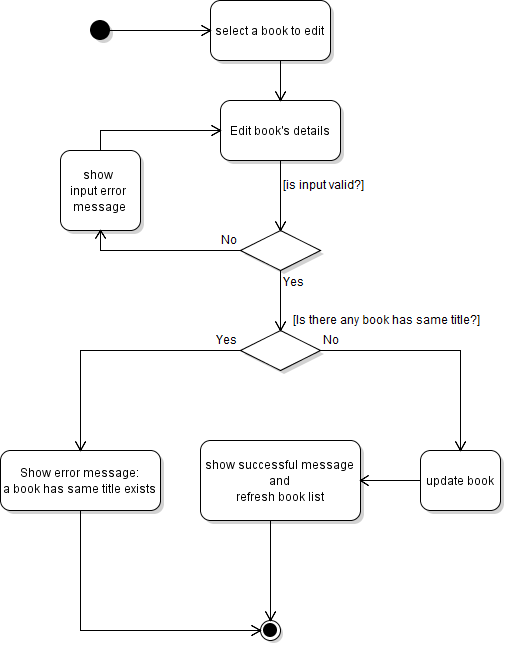 select a book to edit
Edit book's details
show
input error
message
[is input valid?]
No
Yes
[Is there any book has same title?]
Yes
No
Show error message:
a book has same title exists
show successful message
and
refresh book list
update book